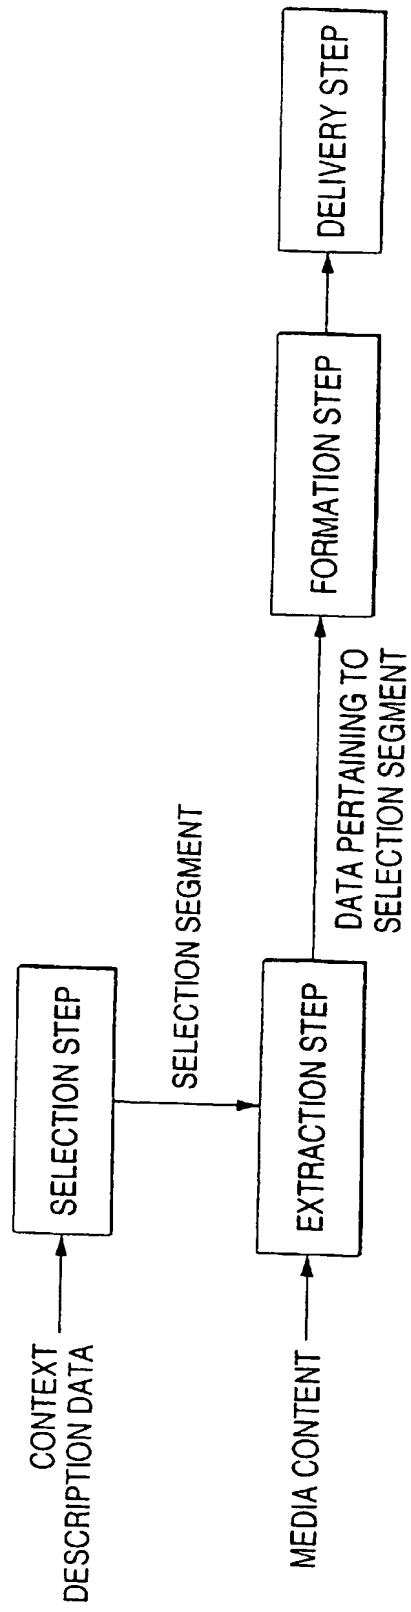 CONTEXT
DESCRIPTION DATA
SELECTION STEP
SELECTION SEGMENT
MEDIA CONTENT
EXTRACTION STEP
DATA PERTAINING TO
SELECTION SEGMENT
FORMATION STEP
DELIVERY STEP